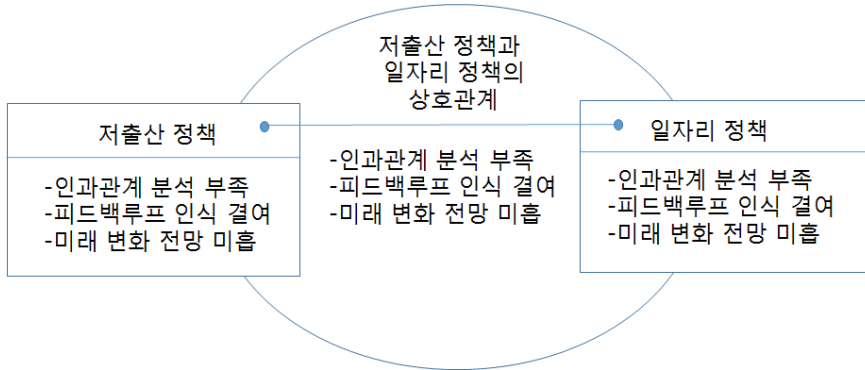 저출산 정책과
일자리 정책의
상호관계
저출산 정책
-인과관계 분석 부족
-피드백루프 인식 결여
-미래 변화 전망 미흡
-인과관계 분석 부족
-피드백루프 인식 결여
-미래 변화 전망 미흡
일자리 정책
-인과관계 분석 부족
-피드백루프 인식 결여
-미래 변화 전망 미흡